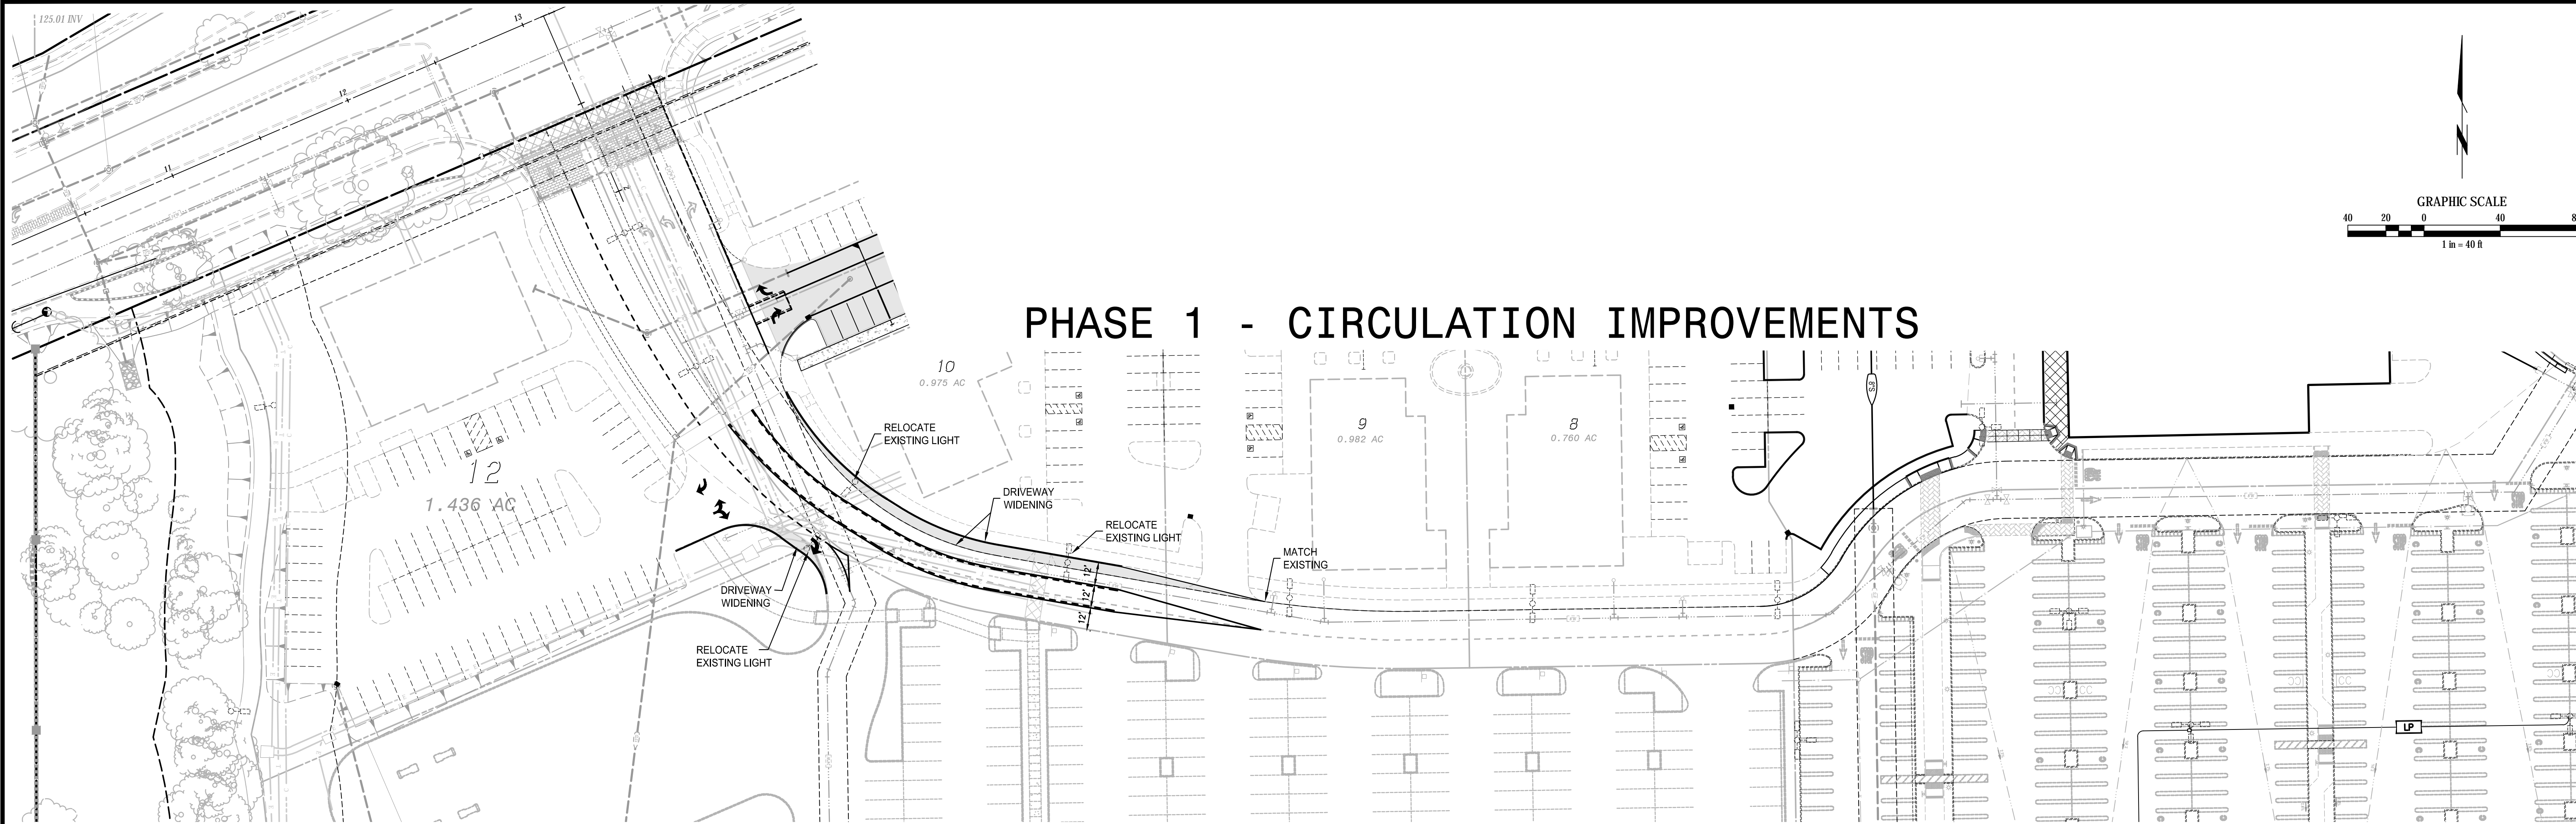 125.01 INV
13
12
11
GRAPHIC SCALE
40 20 0 40
1 in = 40 ft
PHASE 1 - CIRCULATION IMPROVEMENTS
10
0.975 AC
9
0.982 AC
8
0.760 AC
8"S
RELOCATE
EXISTING LIGHT
12
1.436 AC
DRIVEWAY
WIDENING
RELOCATE
EXISTING LIGHT
MATCH
EXISTING
12'
12'
12'
DRIVEWAY
WIDENING
RELOCATE
EXISTING LIGHT
LP